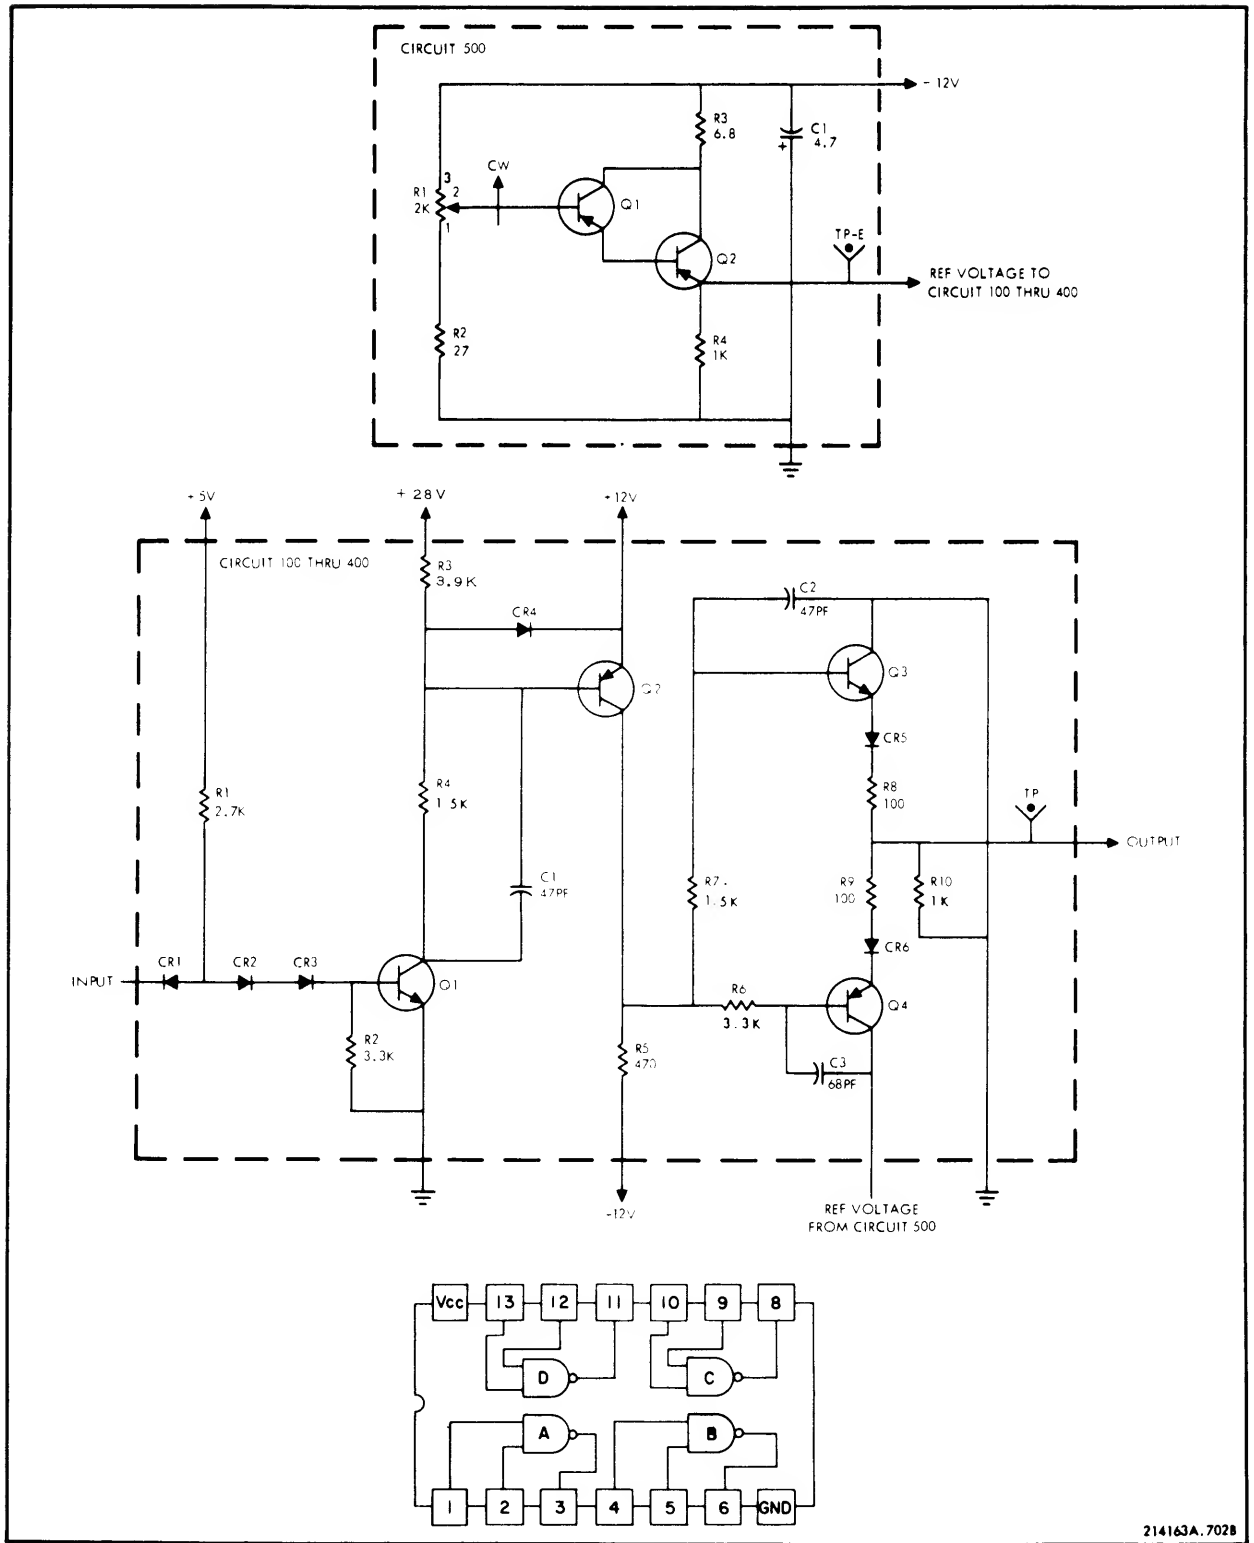 CIRCUIT 500
- 12V
R3
6.8
C1
4.7
+
CW
3
R1
2
2K
1
Q1
Q2
TP-E
REF VOLTAGE TO
CIRCUIT 100 THRU 400
R2
27
R4
1K
+ 5V
+ 28V
+12V
CIRCUIT 100 THRU 400
R3
3.9K
CR4
C2
47PF
Q2
Q3
CR5
R1
2.7K
R4
1 5K
R8
100
TP
OUTPUT
C1
47PF
R7.
1.5K
R9
100
R10
1K
CR6
INPUT
CR1
CR2
CR3
Q1
R6
3.3K
Q4
R2
3.3K
R5
470
C3
68PF
-12V
REF VOLTAGE
FROM CIRCUIT 500
Vcc
13
12
11
10
9
8
D
C
A
B
1
2
3
4
5
6
GND
214163A.702B